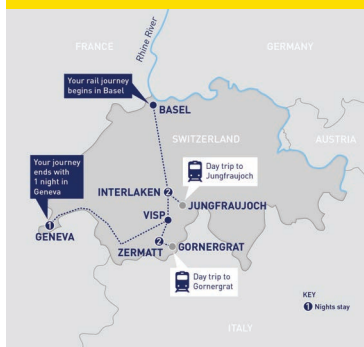 FRANCE
Rhine River
GERMANY
Your rail journey
begins in Basel
BASEL
SWITZERLAND
AUSTRIA
Your journey
ends with
1 night in
Geneva
Day trip to
Jungfraujoch
INTERLAKEN 2
JUNGFRAUJOCH
VISP
1
GENEVA
2
ZERMATT
GORNERGRAT
Day trip to
Gornergrat
KEY
1 Nights stay
ITALY